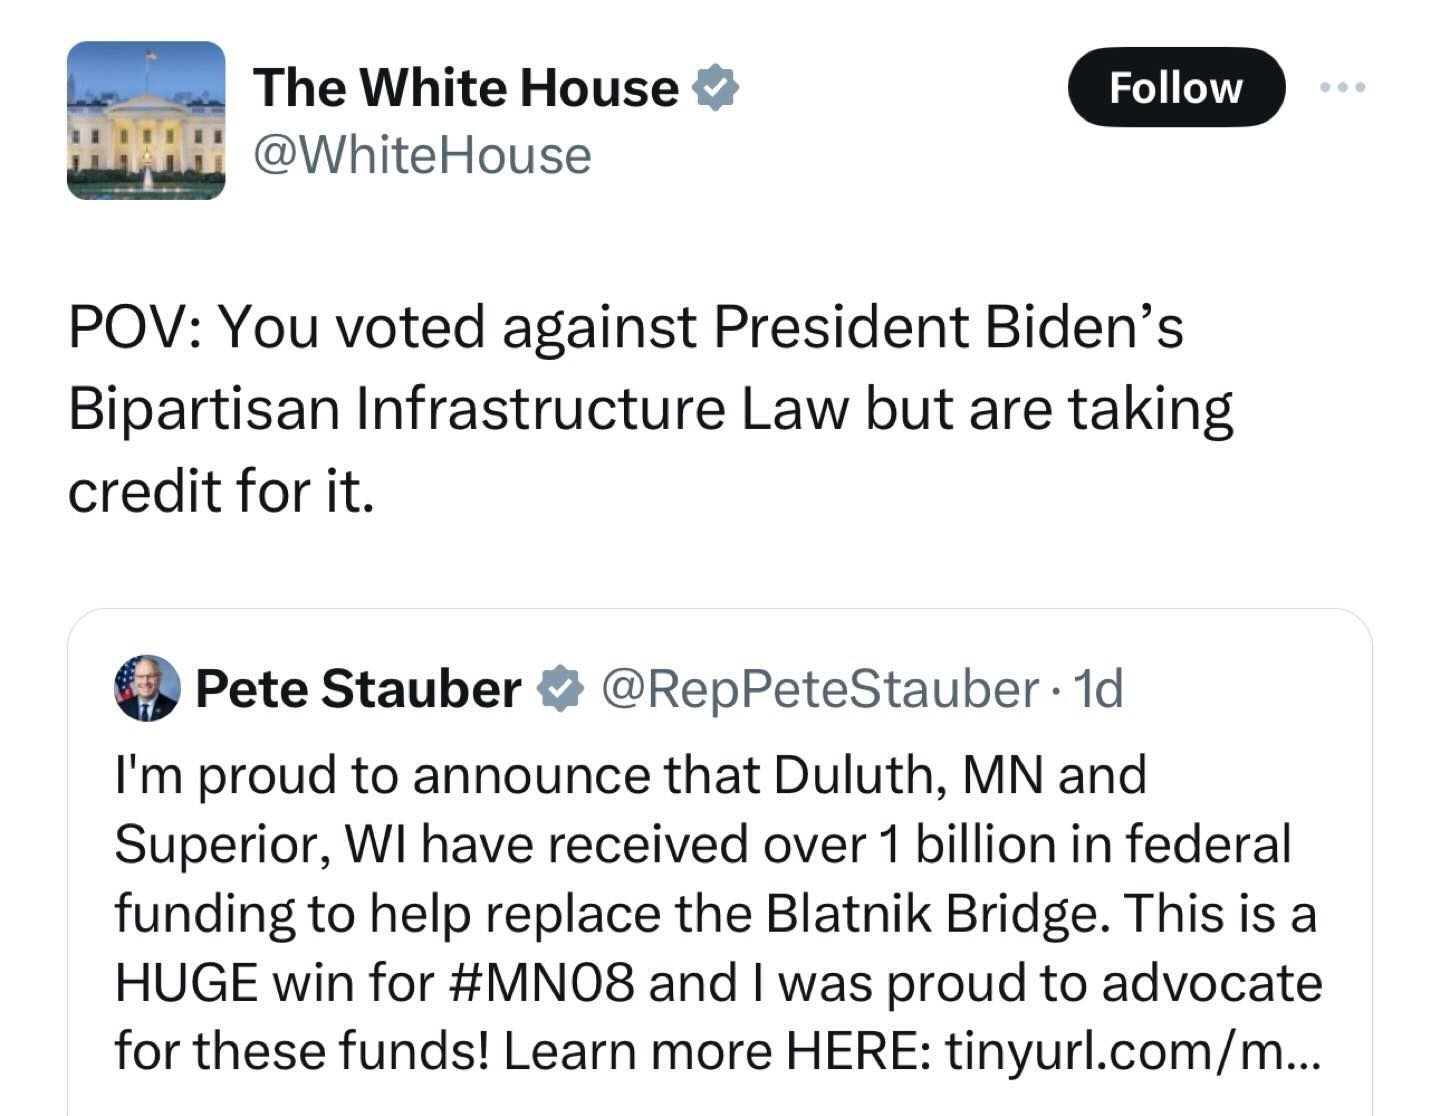 The White House
@WhiteHouse
Follow
POV: You voted against President Biden’s
Bipartisan Infrastructure Law but are taking
credit for it.
Pete Stauber @RepPeteStauber · 1d
I'm proud to announce that Duluth, MN and
Superior, WI have received over 1 billion in federal
funding to help replace the Blatnik Bridge. This is a
HUGE win for #MN08 and I was proud to advocate
for these funds! Learn more HERE: tinyurl.com/m...